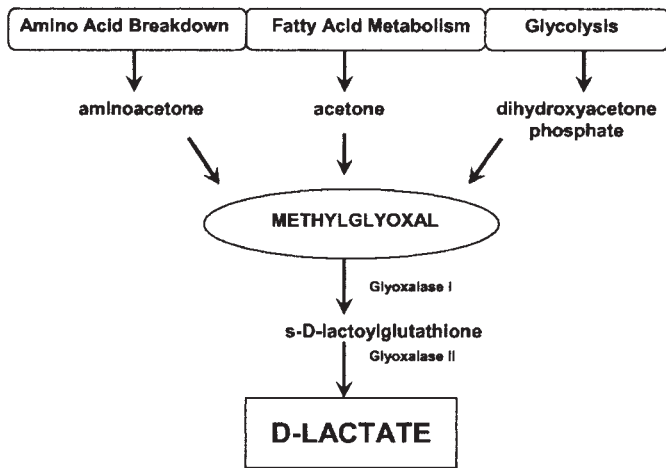 Amino Acid Breakdown
Fatty Acid Metabolism
Glycolysis
aminoacetone
acetone
dihydroxyacetone
phosphate
METHYLGLYOXAL
Glyoxalase I
s-D-lactoylglutathione
Glyoxalase II
D-LACTATE